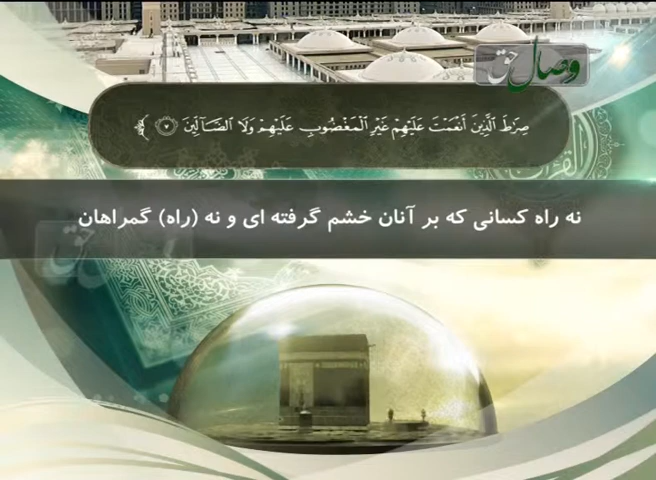 وصال حق
صِرَٰطَ ٱلَّذِينَ أَنْعَمْتَ عَلَيْهِمْ غَيْرِ ٱلْمَغْضُوبِ عَلَيْهِمْ وَلَا ٱلضَّآلِّينَ ۝٧
نه راه کسانی که بر آنان خشم گرفته ای و نه (راه) گمراهان
حق